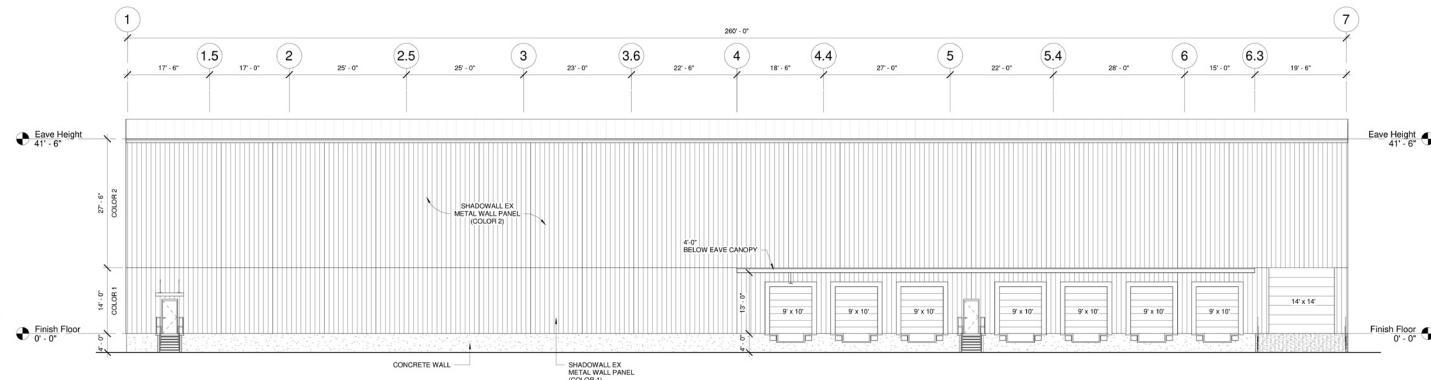 1
7
260' - 0"
1.5
2
2.5
3
3.6
4
4.4
5
5.4
6
6.3
17' - 6"
17' - 0"
25' - 0"
25' - 0"
23' - 0"
22' - 6"
18' - 6"
27' - 0"
22' - 0"
28' - 0"
15' - 0"
19' - 6"
Eave Height
41' - 6"
Eave Height
41' - 6"
27' - 6"
COLOR 2
SHADOWALL EX
METAL WALL PANEL
(COLOR 2)
4'-0"
BELOW EAVE CANOPY
14' - 0"
COLOR 1
13' - 0"
9' x 10'
9' x 10'
9' x 10'
9' x 10'
9' x 10'
9' x 10'
9' x 10'
14' x 14'
Finish Floor
0' - 0"
Finish Floor
0' - 0"
4' - 0"
4' - 0"
CONCRETE WALL
SHADOWALL EX
METAL WALL PANEL
(COLOR 1)